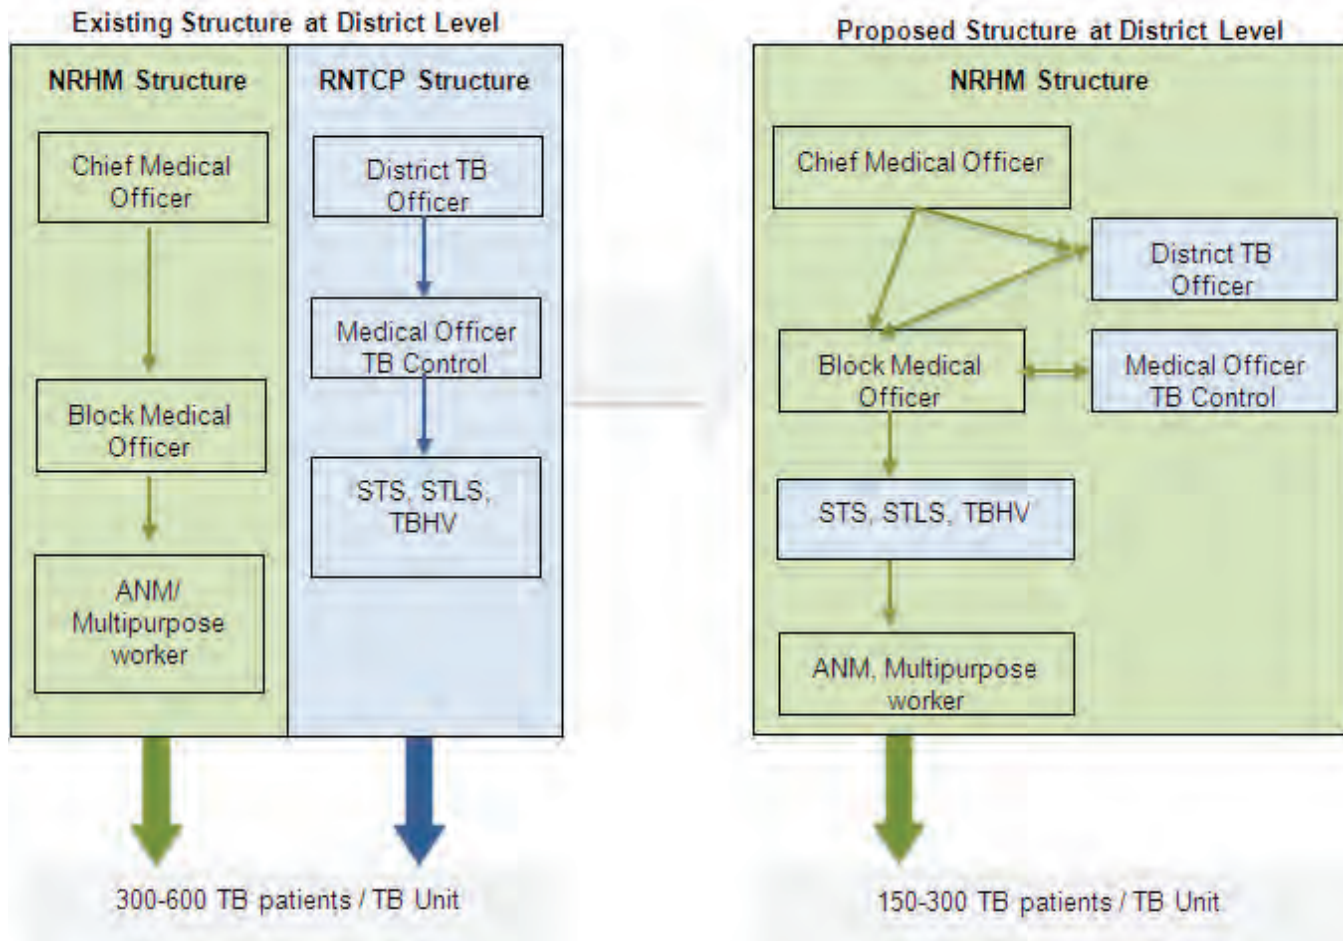 Existing Structure at District Level
NRHM Structure
Chief Medical
Officer
Block Medical
Officer
ANM/
Multipurpose
worker
RNTCP Structure
District TB
Officer
Medical Officer
TB Control
STS, STLS,
TBHV
300-600 TB patients / TB Unit
Proposed Structure at District Level
NRHM Structure
Chief Medical Officer
District TB
Officer
Block Medical
Officer
Medical Officer
TB Control
STS, STLS, TBHV
ANM, Multipurpose
worker
150-300 TB patients / TB Unit